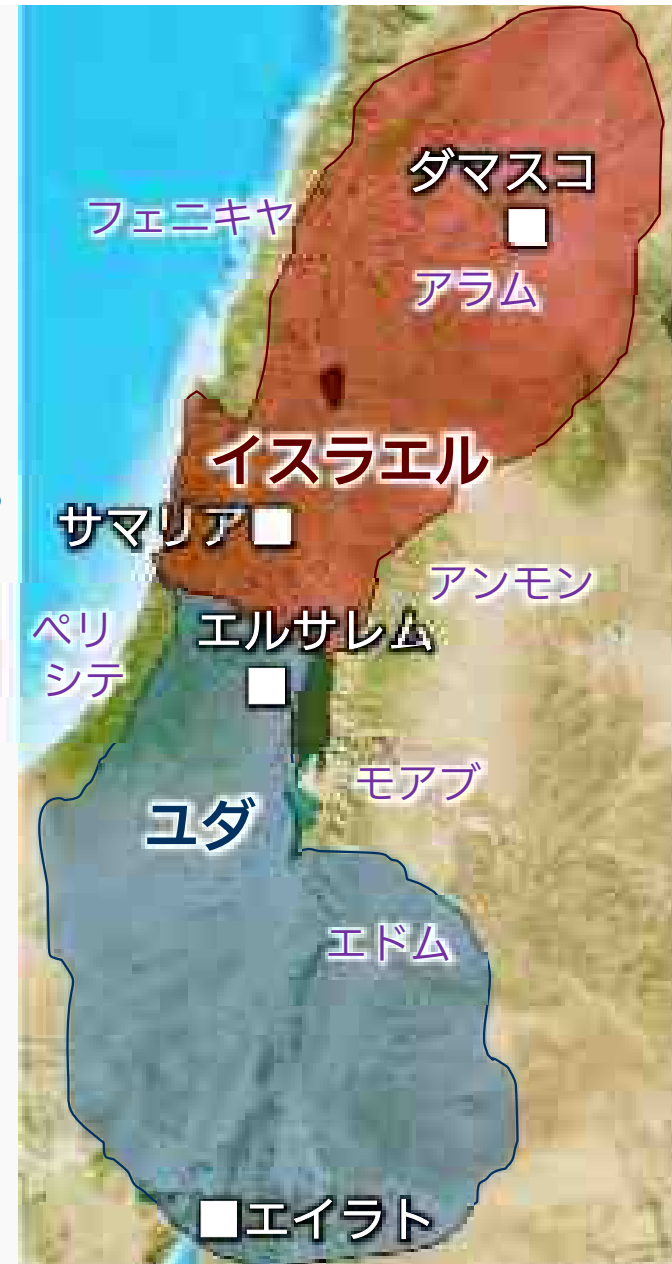 ダマスコ
フェニキヤ
アラム
イスラエル
サマリア
アンモン
ペリ
シテ
エルサレム
モアブ
ユダ
エドム
エイラト